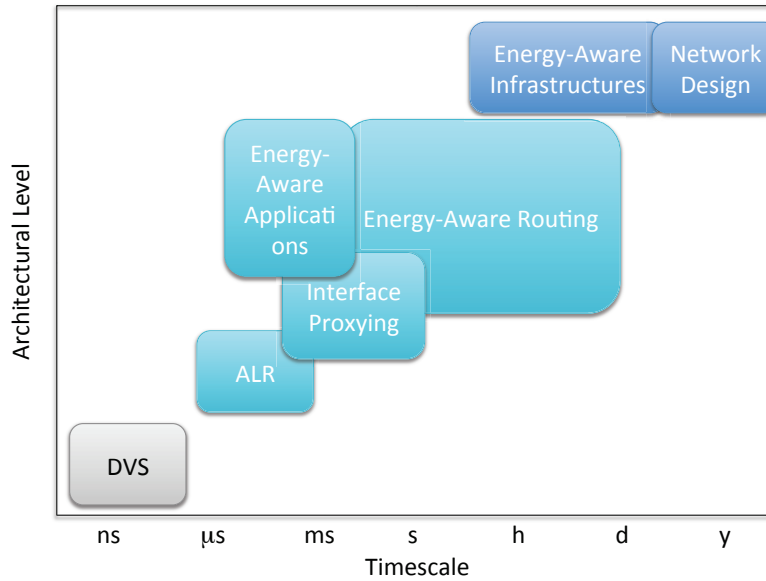 Energy-Aware
Infrastructures
Network
Design
Energy-
Aware
Applicati
ons
Energy-Aware Routing
Interface
Proxying
ALR
DVS
Architectural Level
ns μs ms s h d y
Timescale